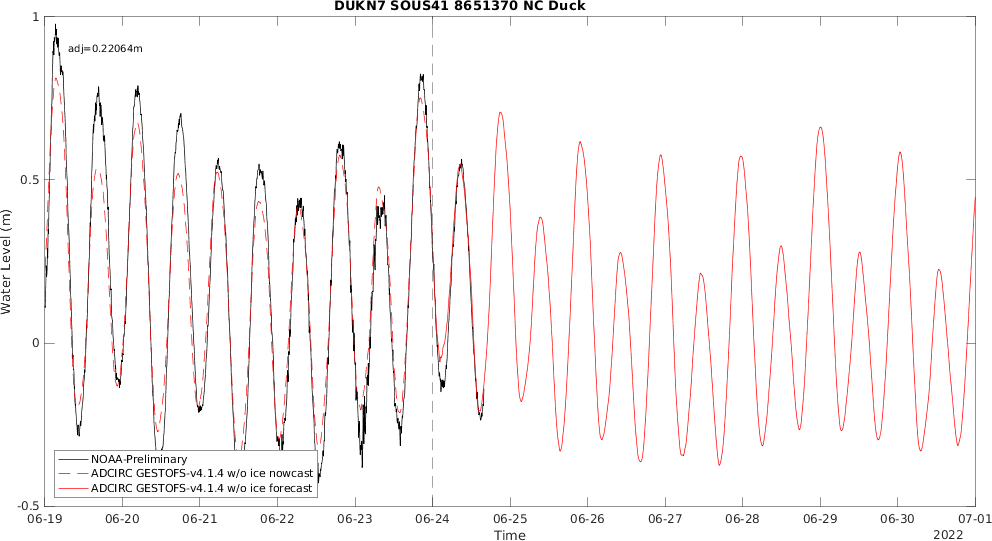 DUKN7 SOUS41 8651370 NC Duck
adj=0.22064m
1
0.5
0
-0.5
Water Level (m)
NOAA-Preliminary
ADCIRC GESTOFS-v4.1.4 w/o ice nowcast
ADCIRC GESTOFS-v4.1.4 w/o ice forecast
06-19 06-20 06-21 06-22 06-23 06-24 06-25 06-26 06-27 06-28 06-29 06-30 07-01
Time
2022